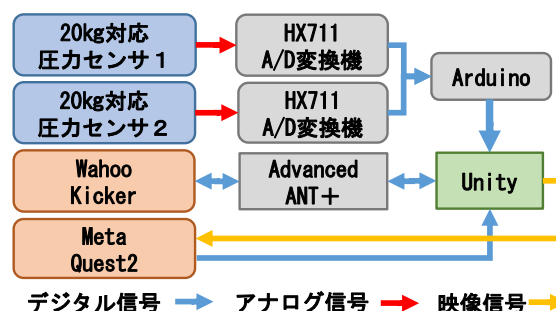 20kg対応
圧力センサ１
HX711
A/D変換機
Arduino
20kg対応
圧力センサ２
HX711
A/D変換機
Wahoo
Kicker
Advanced
ANT＋
Unity
Meta
Quest2
デジタル信号
アナログ信号
映像信号